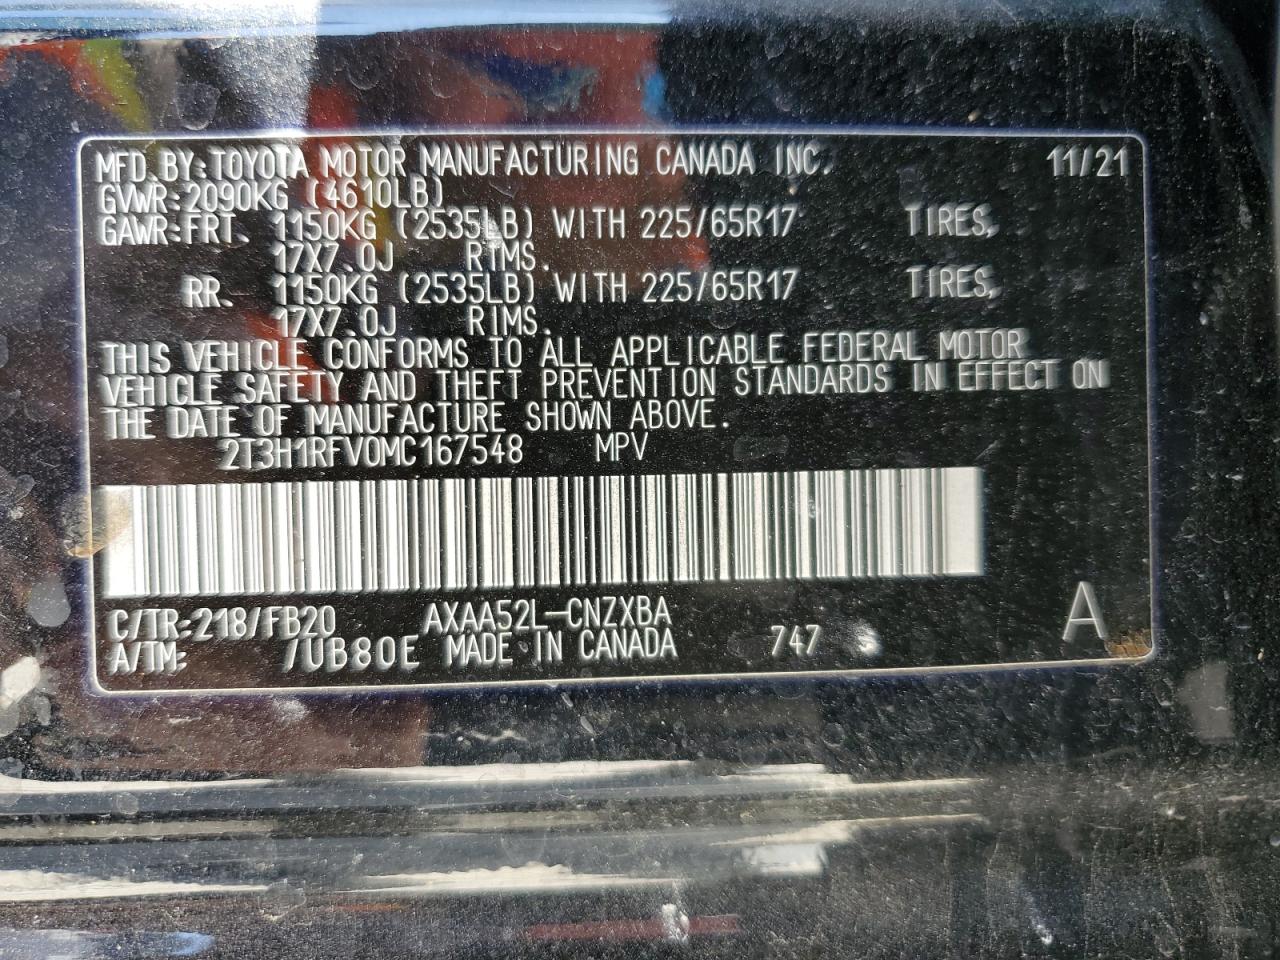 MFD. BY: TOYOTA MOTOR MANUFACTURING CANADA INC. 11/21
GVWR: 2090KG (4610LB)
GAWR: FRT. 1150KG (2535LB) WITH 225/65R17 TIRES,
17X7.0J RIMS.
RR. 1150KG (2535LB) WITH 225/65R17 TIRES,
17X7.0J RIMS.
THIS VEHICLE CONFORMS TO ALL APPLICABLE FEDERAL MOTOR
VEHICLE SAFETY AND THEFT PREVENTION STANDARDS IN EFFECT ON
THE DATE OF MANUFACTURE SHOWN ABOVE.
2T3H1RFV0MC167548 MPV
C/TR: 218/FB20 AXAA52L-CNZXBA A
A/TM: /UB80E MADE IN CANADA 747 S